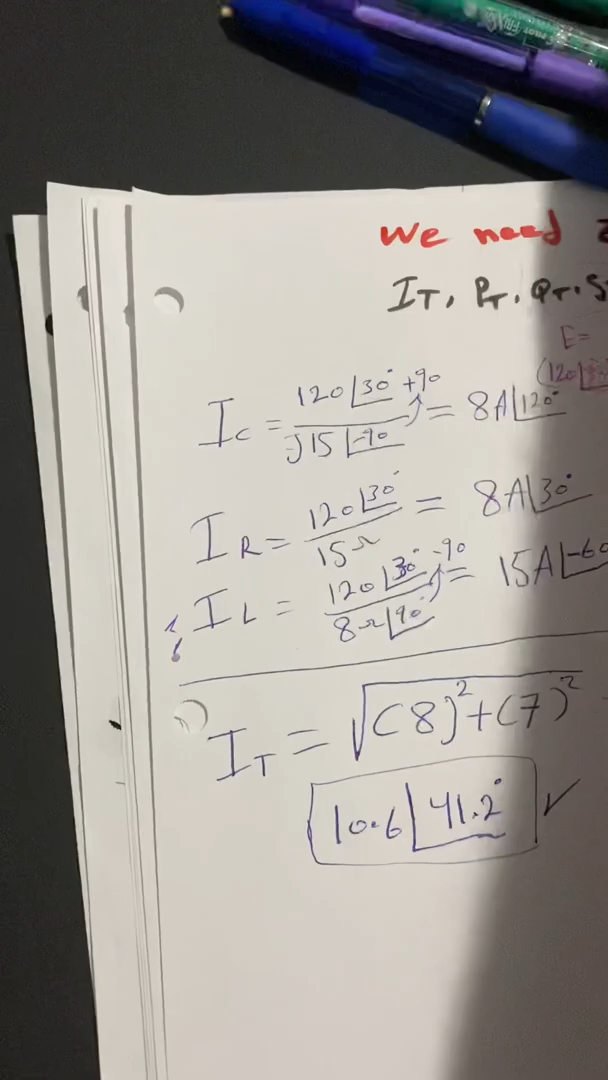 We need
IT, PT, QT, S
E=
(120
IC = 120∠30° +90 / J15∠-90 = 8A∠120°
IR = 120∠30° / 15Ω = 8A∠30°
IL = 120∠30° -90 / 8Ω∠90° = 15A∠-60
IT = √(8)²+(7)²
10.6∠41.2° ✓